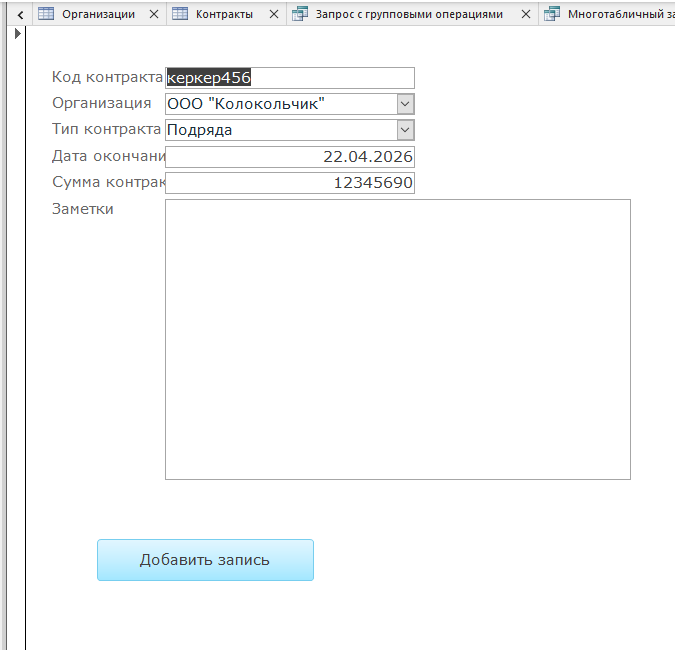 Организации Контракты Запрос с групповыми операциями Многотабличный за
Код контракта керкер456
Организация ООО "Колокольчик"
Тип контракта Подряда
Дата окончани 22.04.2026
Сумма контрак 12345690
Заметки
Добавить запись